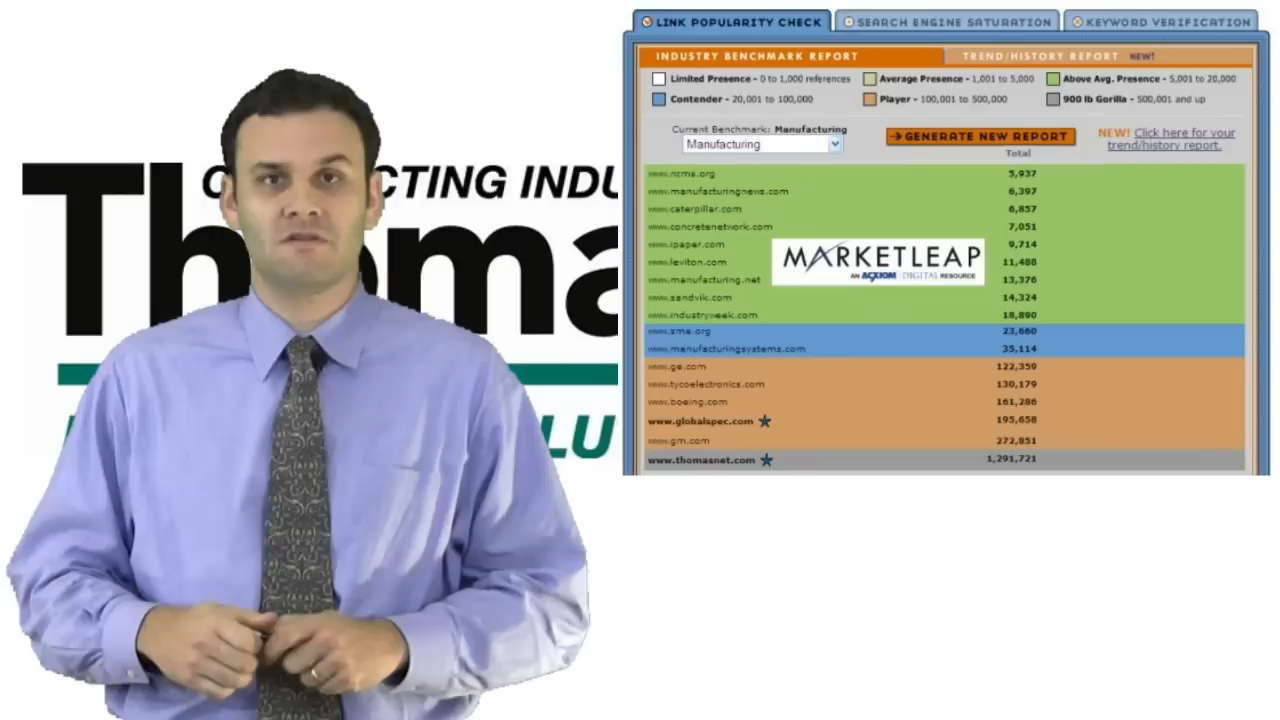 CTING INDU
Thoma
LU
LINK POPULARITY CHECK
SEARCH ENGINE SATURATION
KEYWORD VERIFICATION
INDUSTRY BENCHMARK REPORT
TREND/HISTORY REPORT NEW!
Limited Presence - 0 to 1,000 references
Average Presence - 1,001 to 5,000
Above Avg. Presence - 5,001 to 20,000
Contender - 20,001 to 100,000
Player - 100,001 to 500,000
900 lb Gorilla - 500,001 and up
Current Benchmark: Manufacturing
Manufacturing
GENERATE NEW REPORT
NEW! Click here for your
trend/history report.
Total
www.ncms.org 5,937
www.manufacturingnews.com 6,397
www.caterpillar.com 6,857
www.concretenetwork.com 7,051
www.ipaper.com 9,714
www.leviton.com 11,488
www.manufacturing.net 13,376
www.sandvik.com 14,324
www.industryweek.com 18,890
www.sme.org 23,660
www.manufacturingsystems.com 35,114
www.ge.com 122,359
www.tycoelectronics.com 130,179
www.boeing.com 161,286
www.globalspec.com 195,658
www.gm.com 272,851
www.thomasnet.com 1,291,721
MARKETLEAP
AN ACXIOM DIGITAL RESOURCE